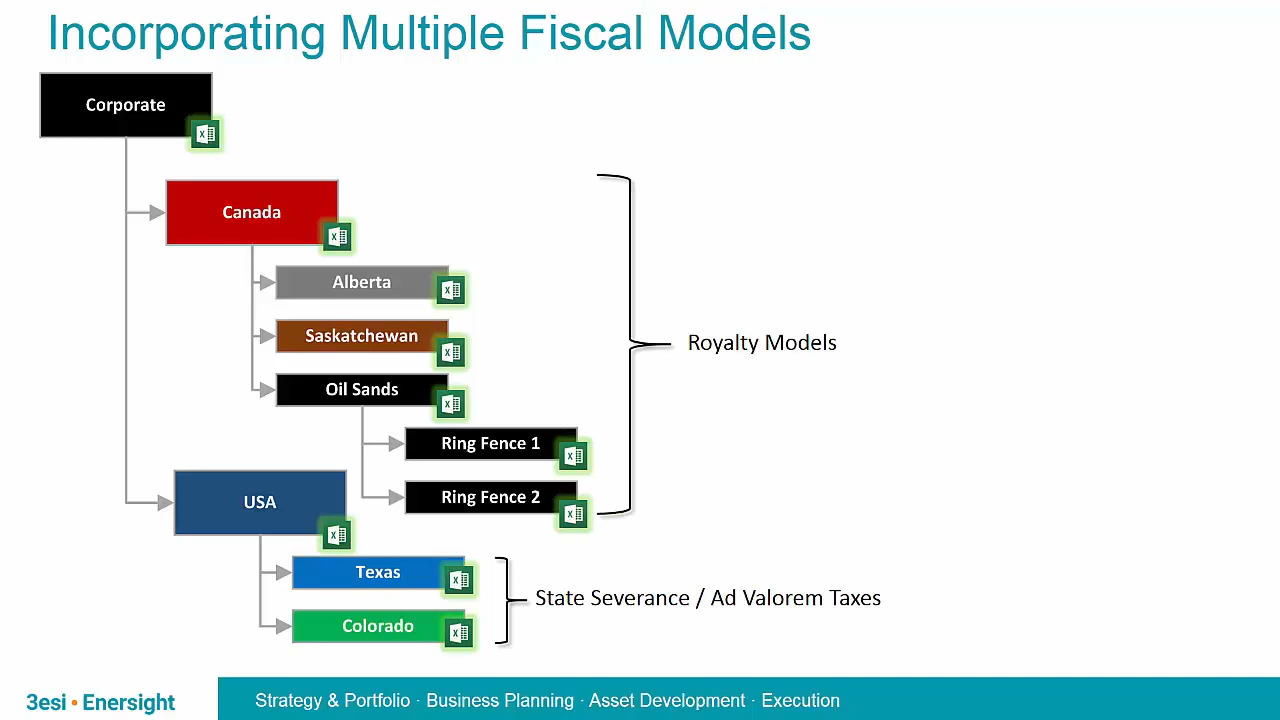 Incorporating Multiple Fiscal Models
Corporate
Canada
Alberta
Saskatchewan
Oil Sands
Ring Fence 1
Ring Fence 2
Royalty Models
USA
Texas
Colorado
State Severance / Ad Valorem Taxes
3esi • Enersight
Strategy & Portfolio · Business Planning · Asset Development · Execution